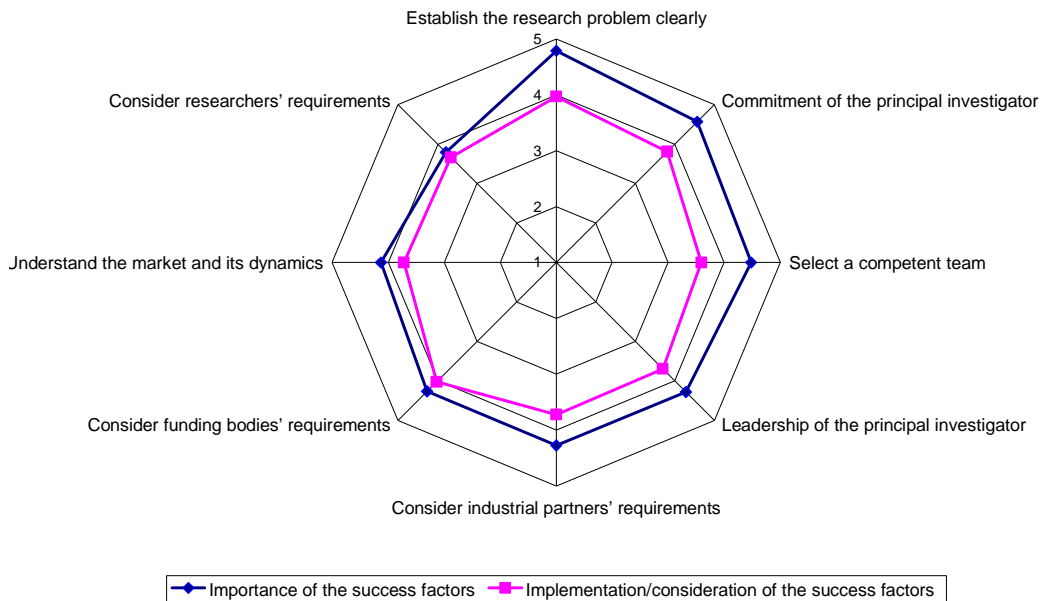 Establish the research problem clearly
5
Consider researchers' requirements
4
Commitment of the principal investigator
3
2
Understand the market and its dynamics
1
Select a competent team
Consider funding bodies' requirements
Leadership of the principal investigator
Consider industrial partners' requirements
Importance of the success factors
Implementation/consideration of the success factors